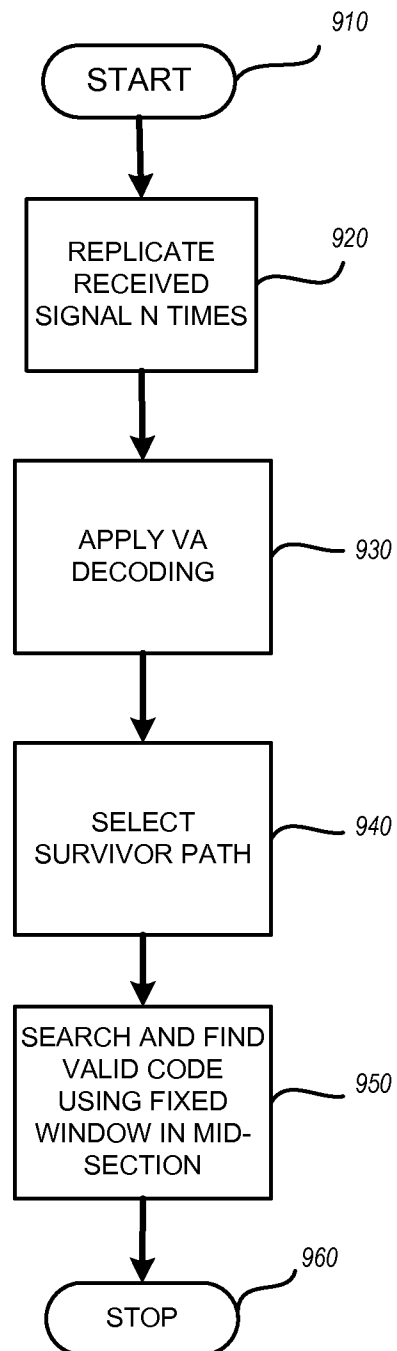 910
START
920
REPLICATE
RECEIVED
SIGNAL N TIMES
930
APPLY VA
DECODING
940
SELECT
SURVIVOR PATH
950
SEARCH AND FIND
VALID CODE
USING FIXED
WINDOW IN MID-
SECTION
960
STOP